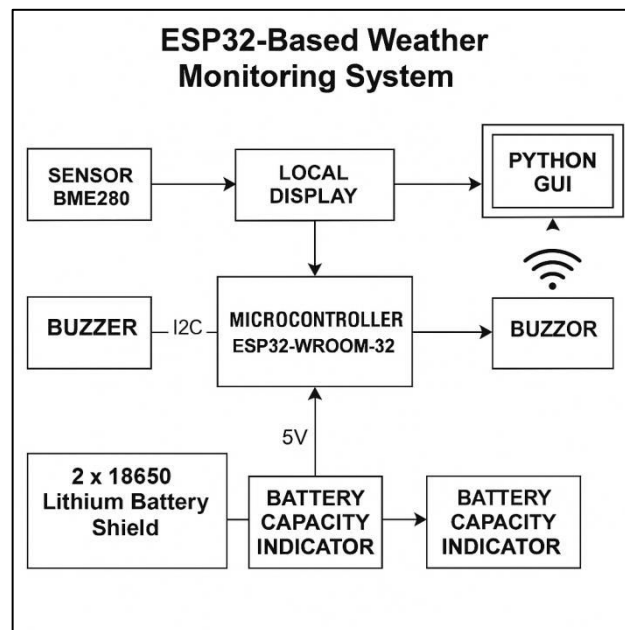 ESP32-Based Weather
Monitoring System
SENSOR
BME280
LOCAL
DISPLAY
PYTHON
GUI
BUZZER
I2C
MICROCONTROLLER
ESP32-WROOM-32
BUZZOR
5V
2 x 18650
Lithium Battery
Shield
BATTERY
CAPACITY
INDICATOR
BATTERY
CAPACITY
INDICATOR